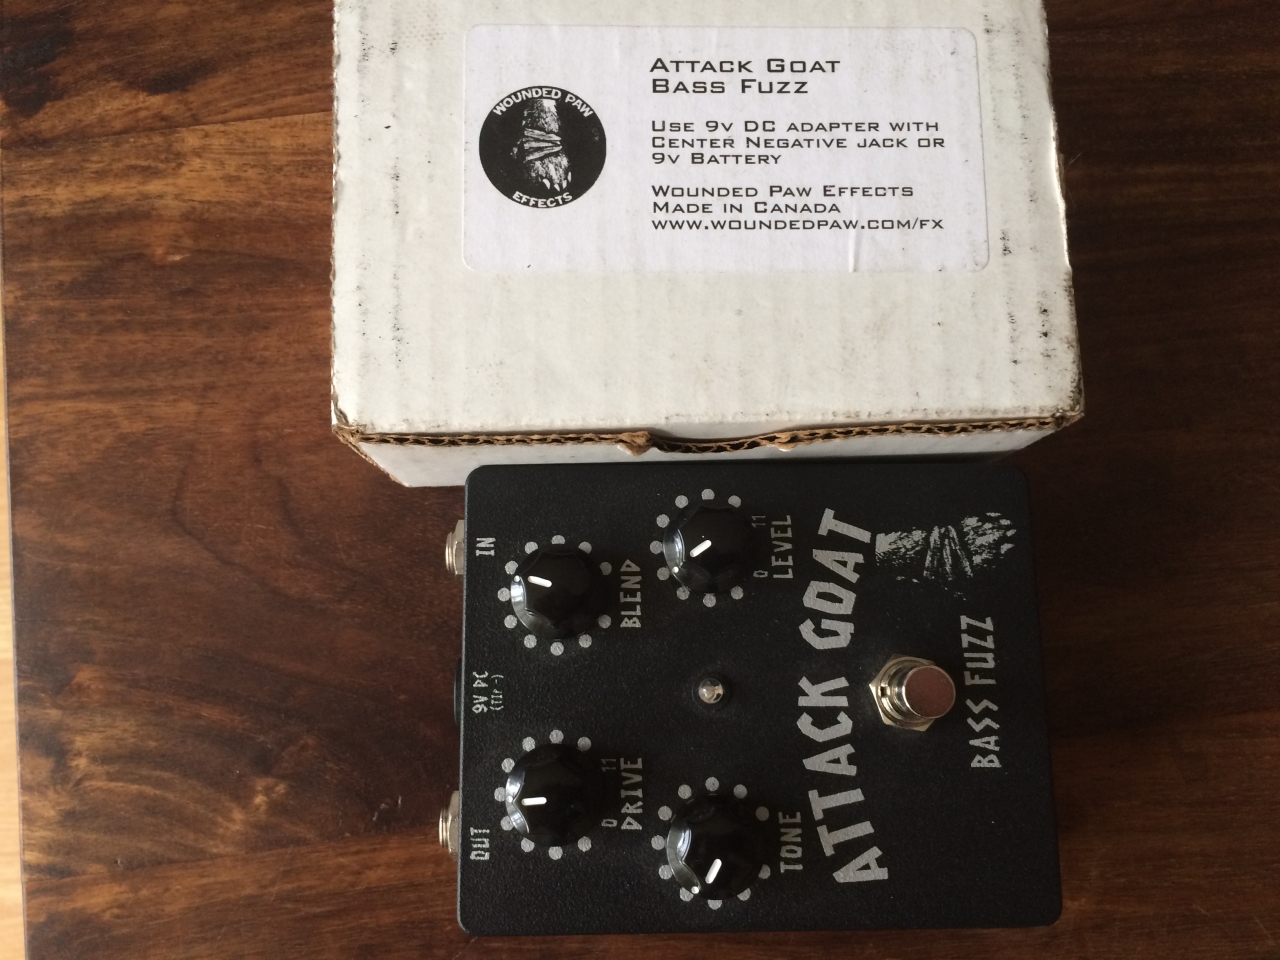 WOUNDED PAW
EFFECTS
ATTACK GOAT
BASS FUZZ
USE 9V DC ADAPTER WITH
CENTER NEGATIVE JACK OR
9V BATTERY
WOUNDED PAW EFFECTS
MADE IN CANADA
WWW.WOUNDEDPAW.COM/FX
OUT
9V DC
(TIP -)
IN
DRIVE
0 11
BLEND
TONE
LEVEL
0 11
ATTACK GOAT
BASS FUZZ